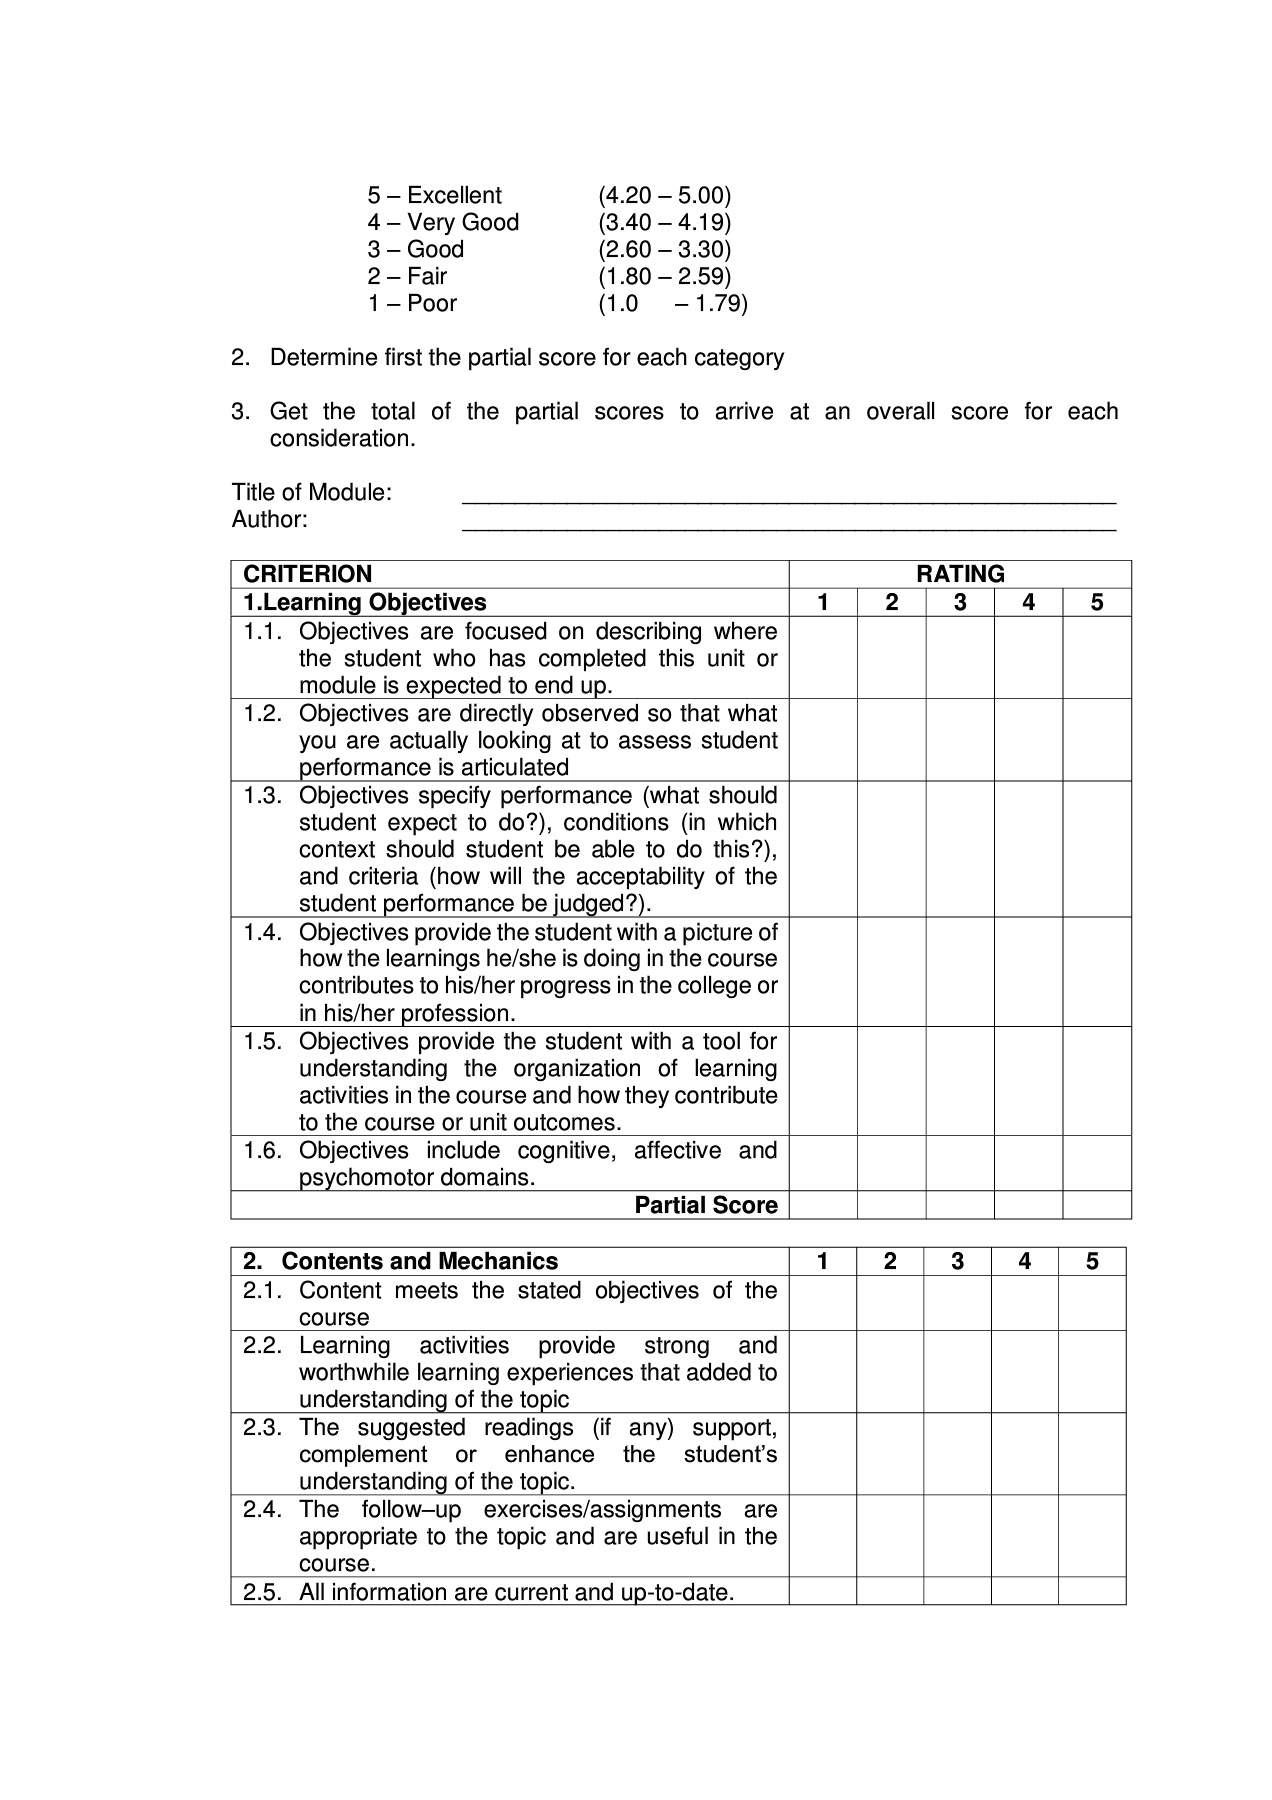 5 – Excellent (4.20 – 5.00)
4 – Very Good (3.40 – 4.19)
3 – Good (2.60 – 3.30)
2 – Fair (1.80 – 2.59)
1 – Poor (1.0 – 1.79)
2. Determine first the partial score for each category
3. Get the total of the partial scores to arrive at an overall score for each
consideration.
Title of Module: ______________________________________________________
Author: ______________________________________________________
CRITERION RATING
1.Learning Objectives 1 2 3 4 5
1.1. Objectives are focused on describing where
the student who has completed this unit or
module is expected to end up.
1.2. Objectives are directly observed so that what
you are actually looking at to assess student
performance is articulated
1.3. Objectives specify performance (what should
student expect to do?), conditions (in which
context should student be able to do this?),
and criteria (how will the acceptability of the
student performance be judged?).
1.4. Objectives provide the student with a picture of
how the learnings he/she is doing in the course
contributes to his/her progress in the college or
in his/her profession.
1.5. Objectives provide the student with a tool for
understanding the organization of learning
activities in the course and how they contribute
to the course or unit outcomes.
1.6. Objectives include cognitive, affective and
psychomotor domains.
Partial Score
2. Contents and Mechanics 1 2 3 4 5
2.1. Content meets the stated objectives of the
course
2.2. Learning activities provide strong and
worthwhile learning experiences that added to
understanding of the topic
2.3. The suggested readings (if any) support,
complement or enhance the student’s
understanding of the topic.
2.4. The follow–up exercises/assignments are
appropriate to the topic and are useful in the
course.
2.5. All information are current and up-to-date.